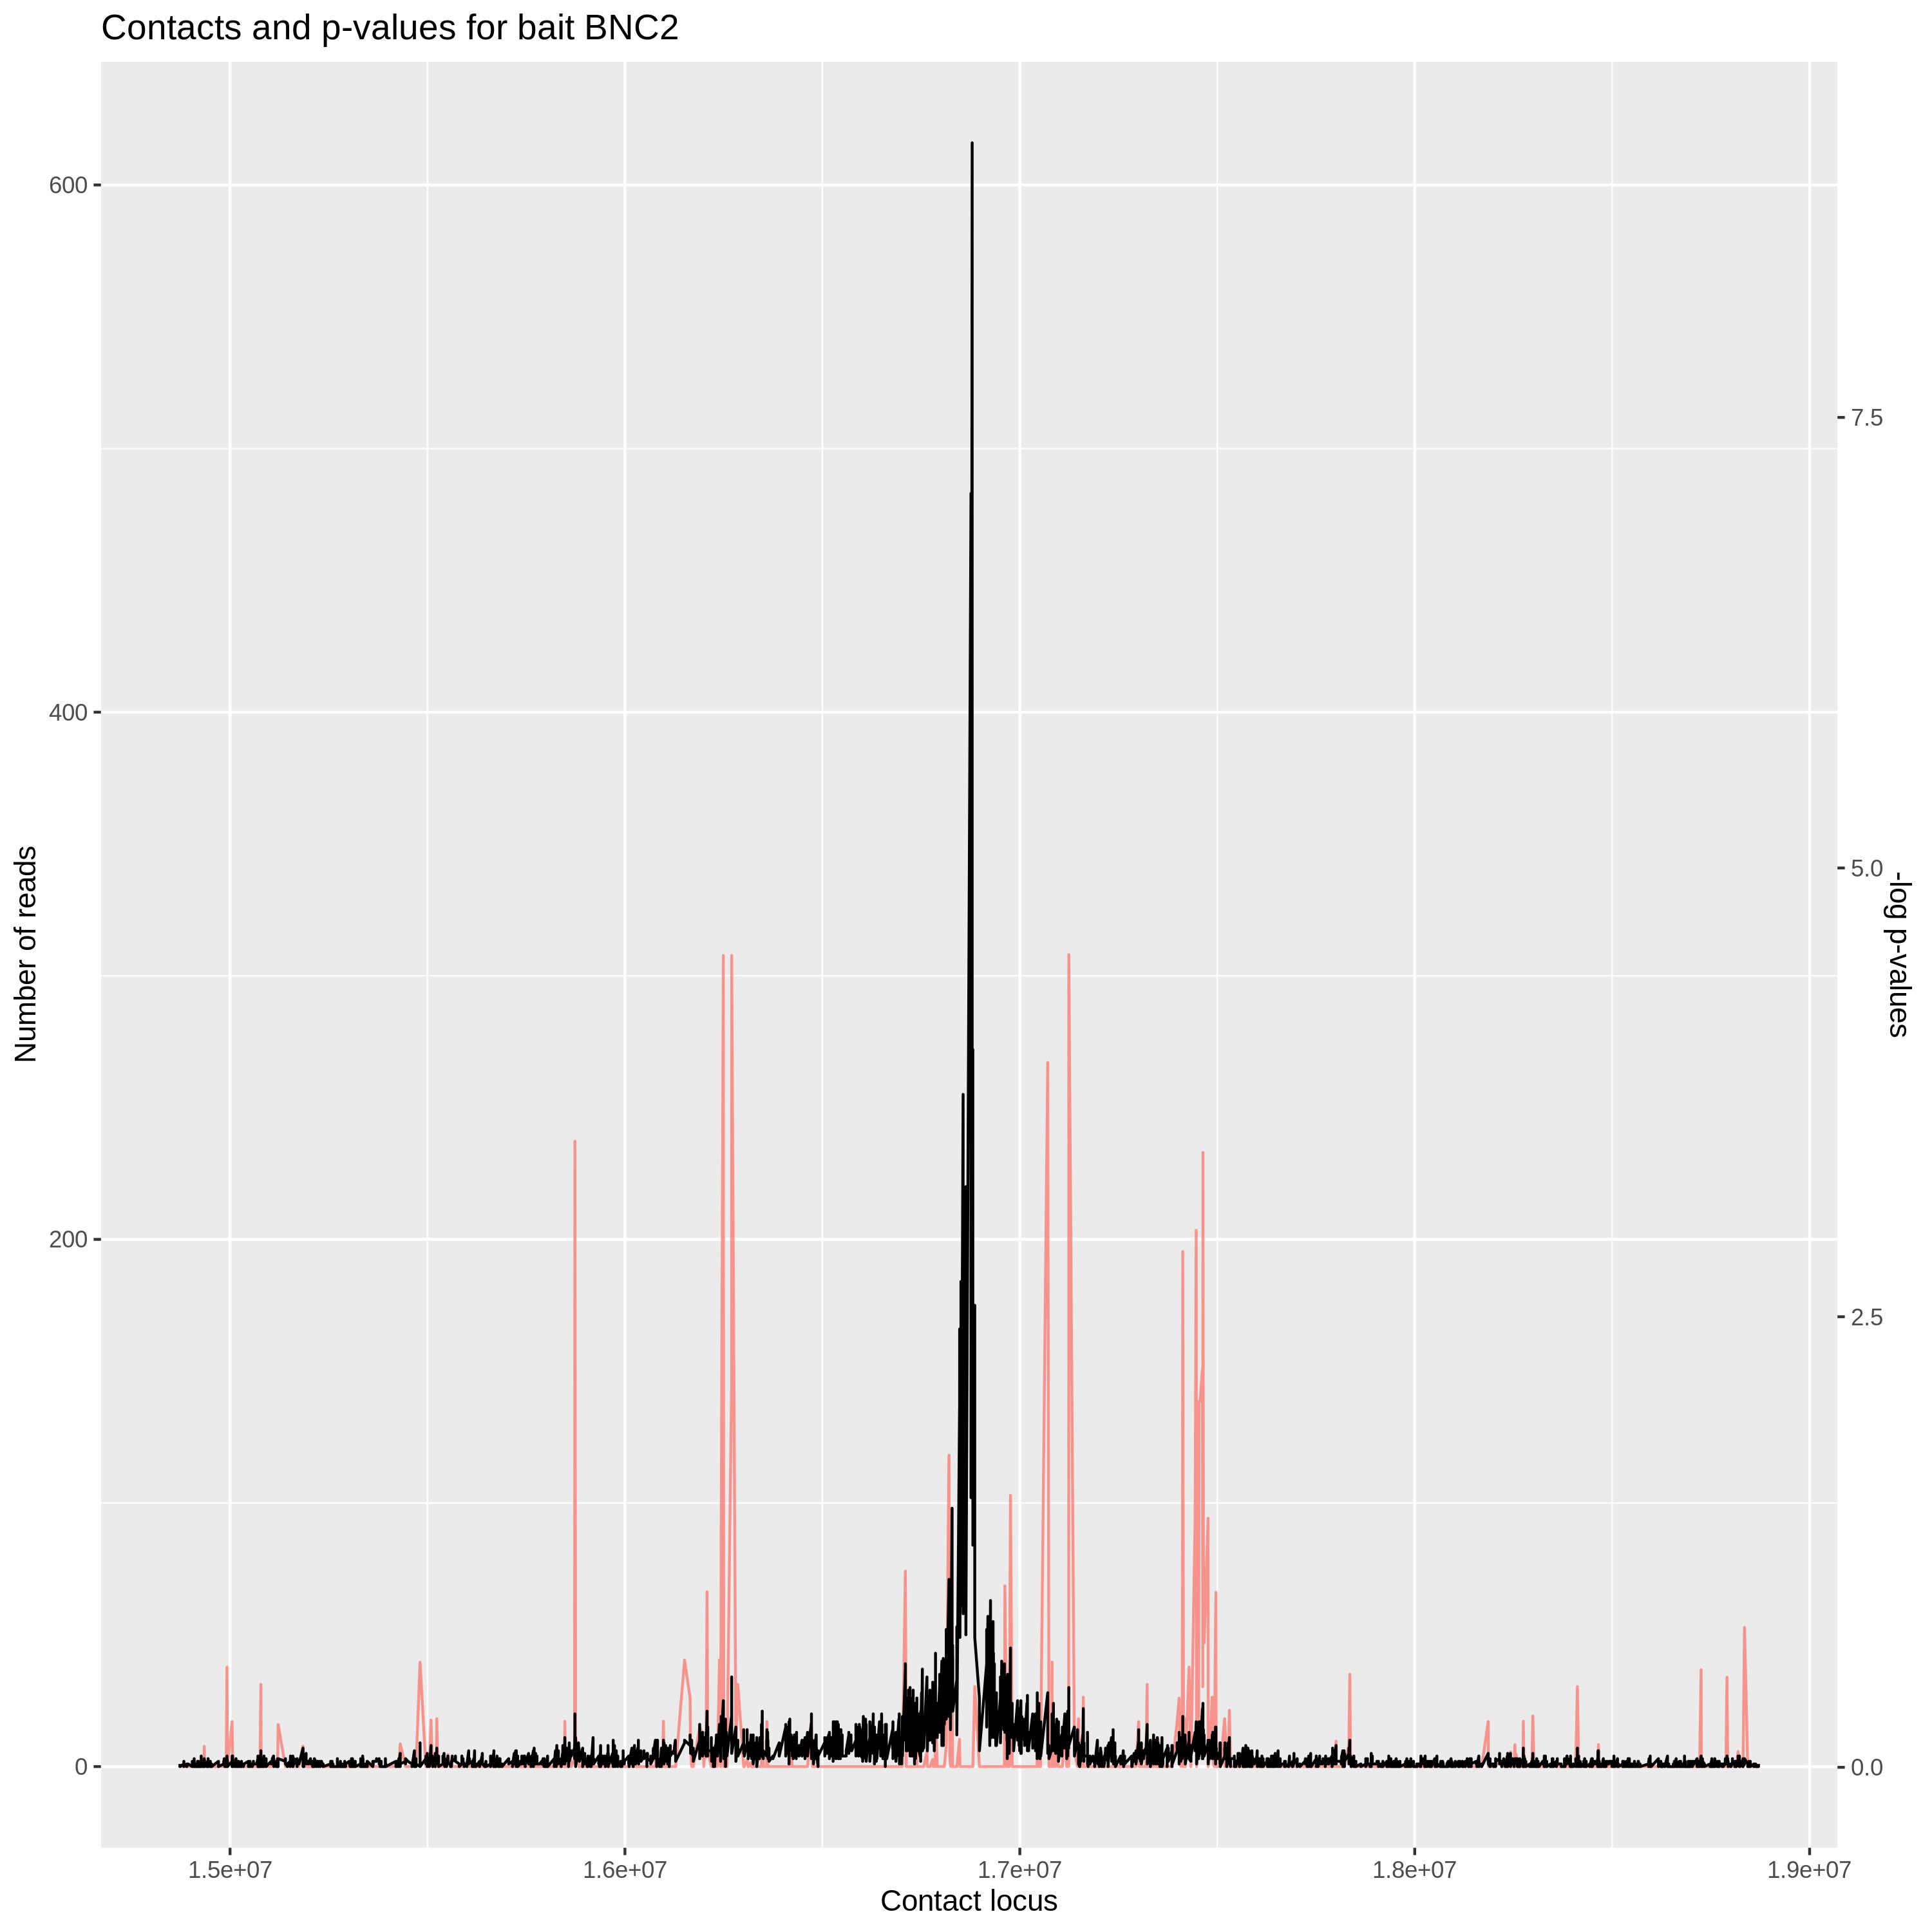 Contacts and p-values for bait BNC2
600
400
200
0
Number of reads
7.5
5.0
2.5
0.0
-log p-values
1.5e+07
1.6e+07
1.7e+07
1.8e+07
1.9e+07
Contact locus